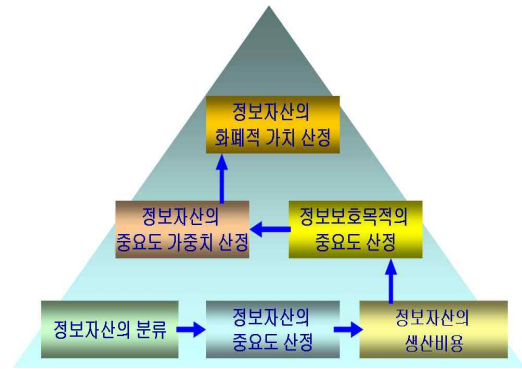 정보자산의
화폐적 가치 산정
정보자산의
중요도 가중치 산정
정보보호목적의
중요도 산정
정보자산의 분류
정보자산의
중요도 산정
정보자산의
생산비용